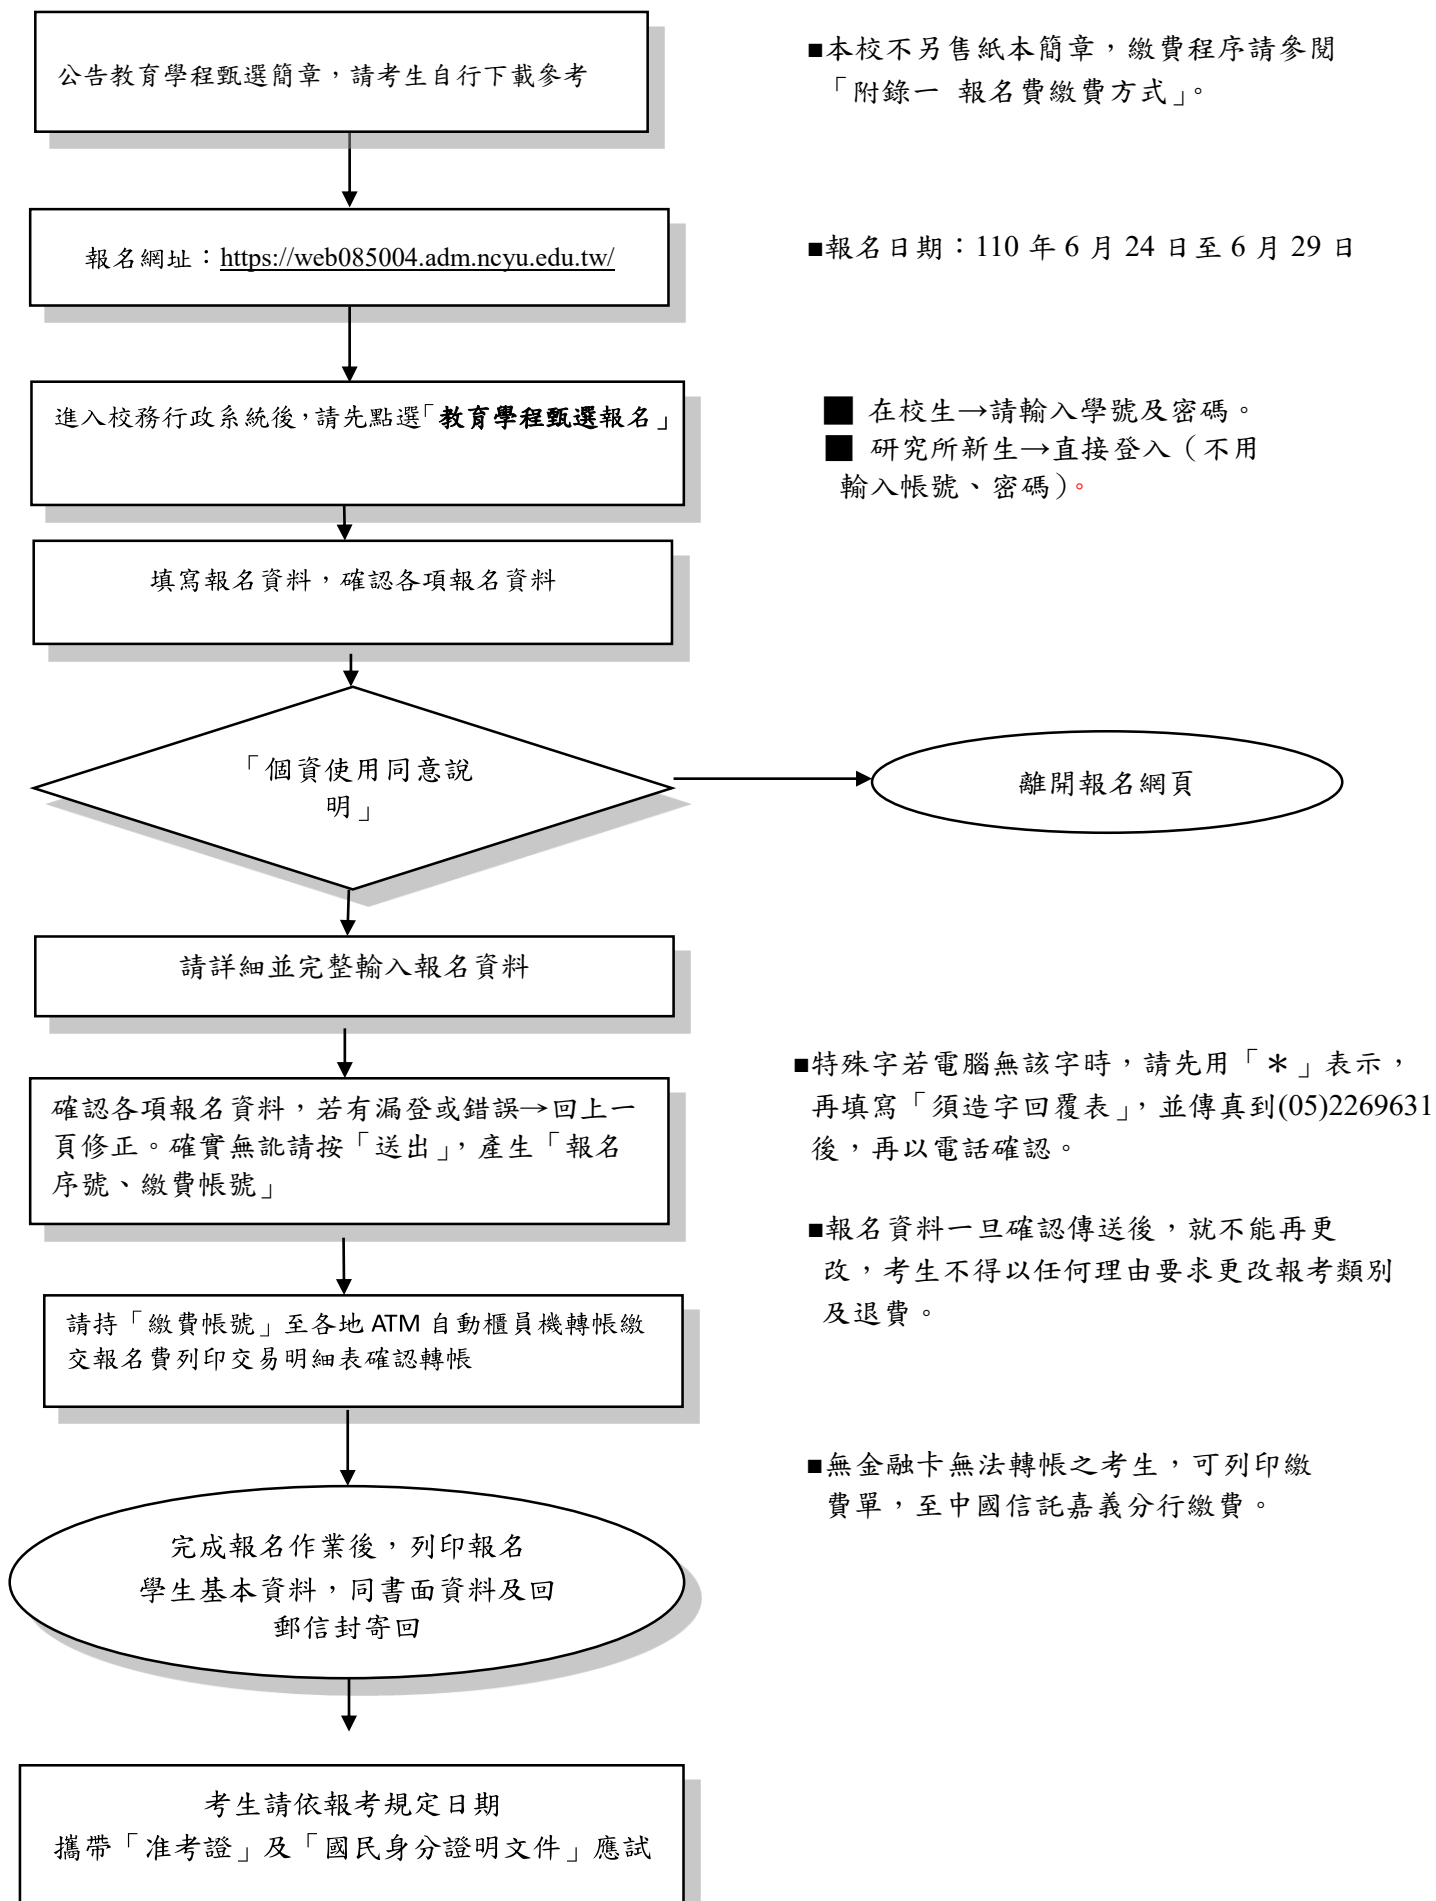 公告教育學程甄選簡章，請考生自行下載參考
■本校不另售紙本簡章，繳費程序請參閱
「附錄一 報名費繳費方式」。
報名網址：https://web085004.adm.ncyu.edu.tw/
■報名日期：110 年 6 月 24 日至 6 月 29 日
進入校務行政系統後，請先點選「教育學程甄選報名」
■ 在校生→請輸入學號及密碼。
■ 研究所新生→直接登入（不用
輸入帳號、密碼）。
填寫報名資料，確認各項報名資料
「個資使用同意說
明」
離開報名網頁
請詳細並完整輸入報名資料
確認各項報名資料，若有漏登或錯誤→回上一
頁修正。確實無訛請按「送出」，產生「報名
序號、繳費帳號」
■特殊字若電腦無該字時，請先用「＊」表示，
再填寫「須造字回覆表」，並傳真到(05)2269631
後，再以電話確認。
■報名資料一旦確認傳送後，就不能再更
改，考生不得以任何理由要求更改報考類別
及退費。
請持「繳費帳號」至各地 ATM 自動櫃員機轉帳繳
交報名費列印交易明細表確認轉帳
■無金融卡無法轉帳之考生，可列印繳
費單，至中國信託嘉義分行繳費。
完成報名作業後，列印報名
學生基本資料，同書面資料及回
郵信封寄回
考生請依報考規定日期
攜帶「准考證」及「國民身分證明文件」應試